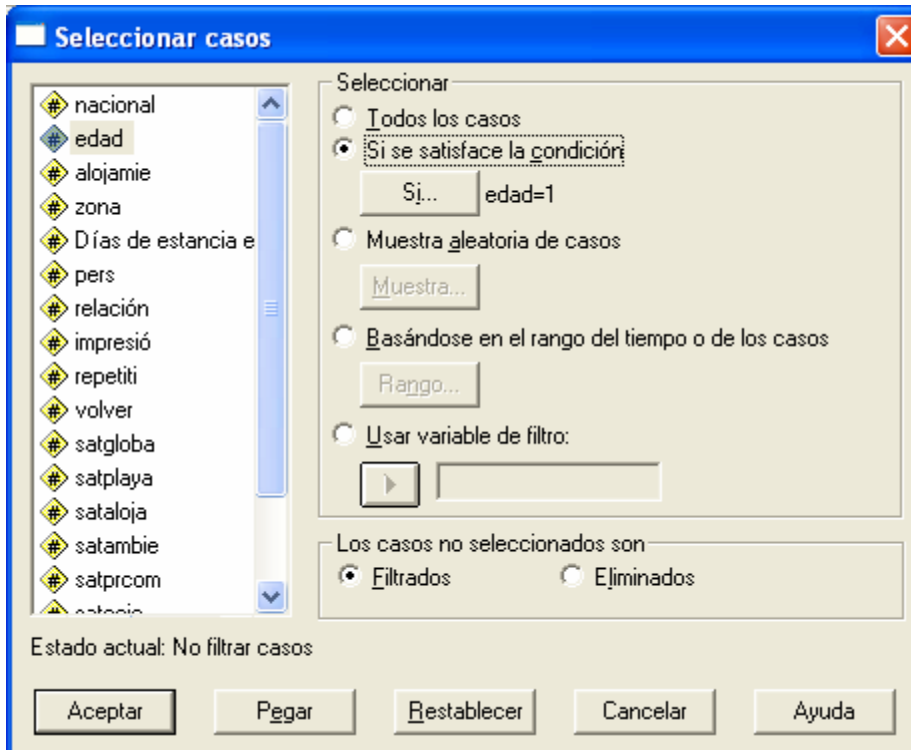 Seleccionar casos
nacional
edad
alojamie
zona
Días de estancia e
pers
relación
impresió
repetiti
volver
satgloba
satplaya
sataloja
satambie
satprcom
Seleccionar
Todos los casos
Si se satisface la condición
Si... edad=1
Muestra aleatoria de casos
Muestra...
Basándose en el rango del tiempo o de los casos
Rango...
Usar variable de filtro:
Los casos no seleccionados son
Filtrados Eliminados
Estado actual: No filtrar casos
Aceptar Pegar Restablecer Cancelar Ayuda